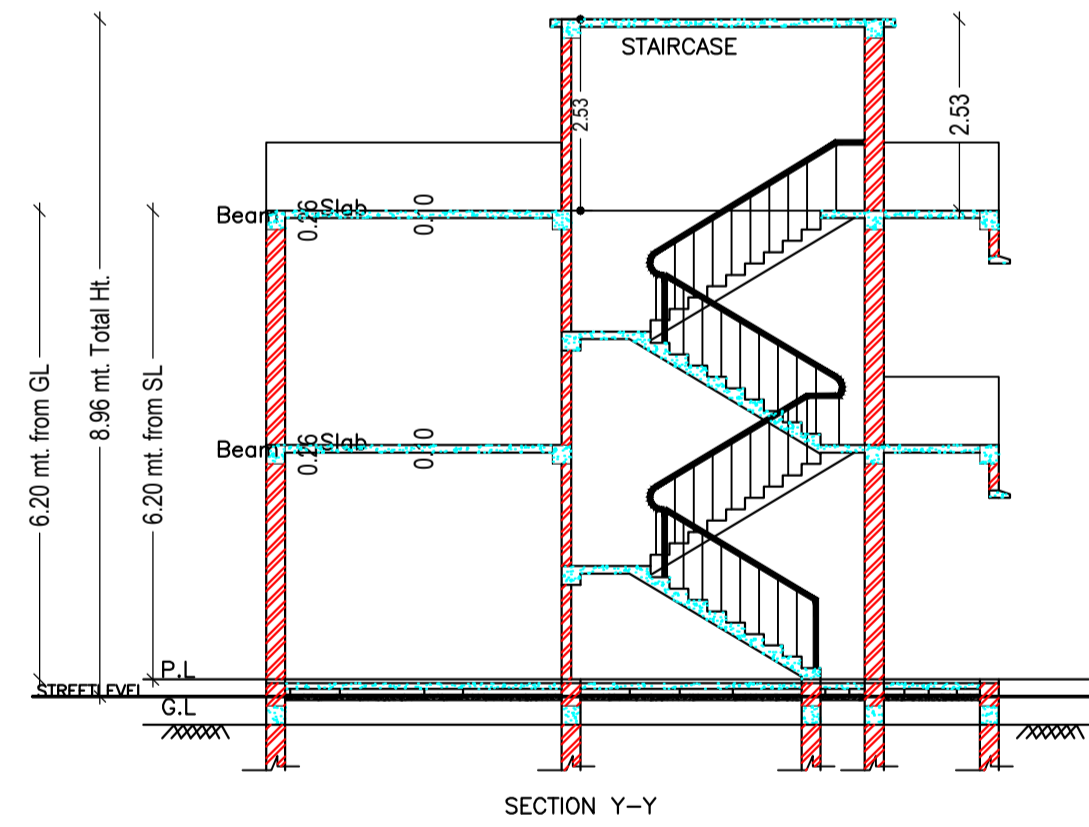 STAIRCASE
2.53
2.53
Beam
0.26
Slab
0.10
8.96 mt. Total Ht.
6.20 mt. from GL
6.20 mt. from SL
Beam
0.26
Slab
0.10
P.L
STREET LEVEL
G.L
SECTION Y-Y